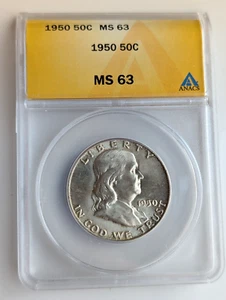 1950 50C MS 63
1950 50C
MS 63
ANACS
LIBERTY
1950
IN GOD WE TRUST